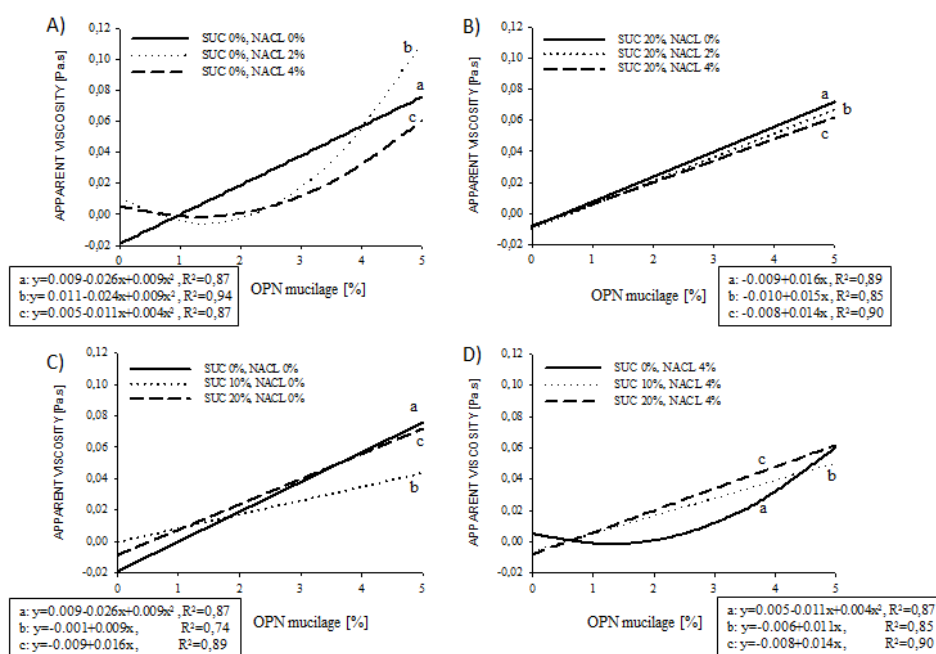 A)
SUC 0%, NACL 0%
SUC 0%, NACL 2%
SUC 0%, NACL 4%
APPARENT VISCOSITY [Pa.s]
0,12
0,10
0,08
0,06
0,04
0,02
0,00
-0,02
b
a
c
0 1 2 3 4 5
OPN mucilage [%]
a: y=0.009-0.026x+0.009x², R²=0,87
b:y= 0.011-0.024x+0.009x², R²=0,94
c: y=0.005-0.011x+0.004x², R²=0,87
B)
SUC 20%, NACL 0%
SUC 20%, NACL 2%
SUC 20%, NACL 4%
APPARENT VISCOSITY [Pa.s]
0,12
0,10
0,08
0,06
0,04
0,02
0,00
-0,02
a
b
c
0 1 2 3 4 5
OPN mucilage [%]
a: -0.009+0.016x, R²=0,89
b: -0.010+0.015x, R²=0,85
c: -0.008+0.014x, R²=0,90
C)
SUC 0%, NACL 0%
SUC 10%, NACL 0%
SUC 20%, NACL 0%
APPARENT VISCOSITY [Pa.s]
0,12
0,10
0,08
0,06
0,04
0,02
0,00
-0,02
a
c
b
0 1 2 3 4 5
OPN mucilage [%]
a: y=0.009-0.026x+0.009x², R²=0,87
b: y=-0.001+0.009x, R²=0,74
c: y=-0.009+0.016x, R²=0,89
D)
SUC 0%, NACL 4%
SUC 10%, NACL 4%
SUC 20%, NACL 4%
APPARENT VISCOSITY [Pa.s]
0,12
0,10
0,08
0,06
0,04
0,02
0,00
-0,02
c
b
a
0 1 2 3 4 5
OPN mucilage [%]
a: y=0.005-0.011x+0.004x², R²=0,87
b: y=-0.006+0.011x, R²=0,85
c: y=-0.008+0.014x, R²=0,90